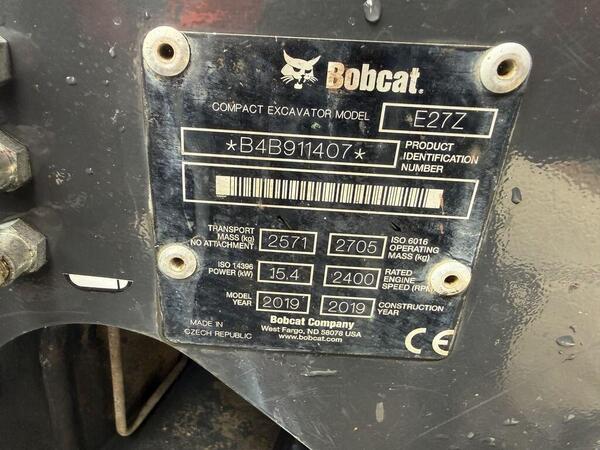 Bobcat.
COMPACT EXCAVATOR MODEL E27Z
*B4B911407* PRODUCT IDENTIFICATION NUMBER
TRANSPORT MASS (kg) NO ATTACHMENT 2571 2705 ISO 6016 OPERATING MASS (kg)
ISO 14396 POWER (kW) 15.4 2400 RATED ENGINE SPEED (RPM)
MODEL YEAR 2019 2019 CONSTRUCTION YEAR
MADE IN CZECH REPUBLIC
Bobcat Company
West Fargo, ND 58078 USA
www.bobcat.com
CE